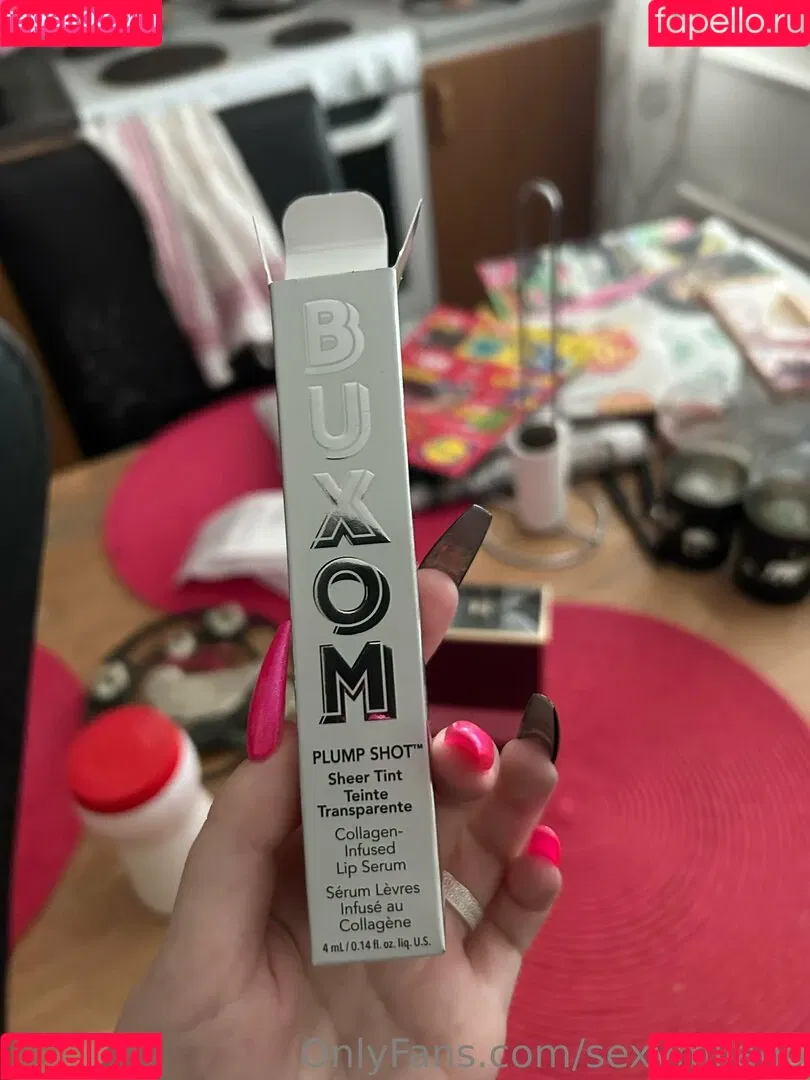 fapello.ru
fapello.ru
BUXOM
PLUMP SHOT™
Sheer Tint
Teinte
Transparente
Collagen-
Infused
Lip Serum
Sérum Lèvres
Infusé au
Collagène
4 mL/0.14 fl. oz. liq. U.S.
fapello.ru
OnlyFans.com/sex
fapello.ru